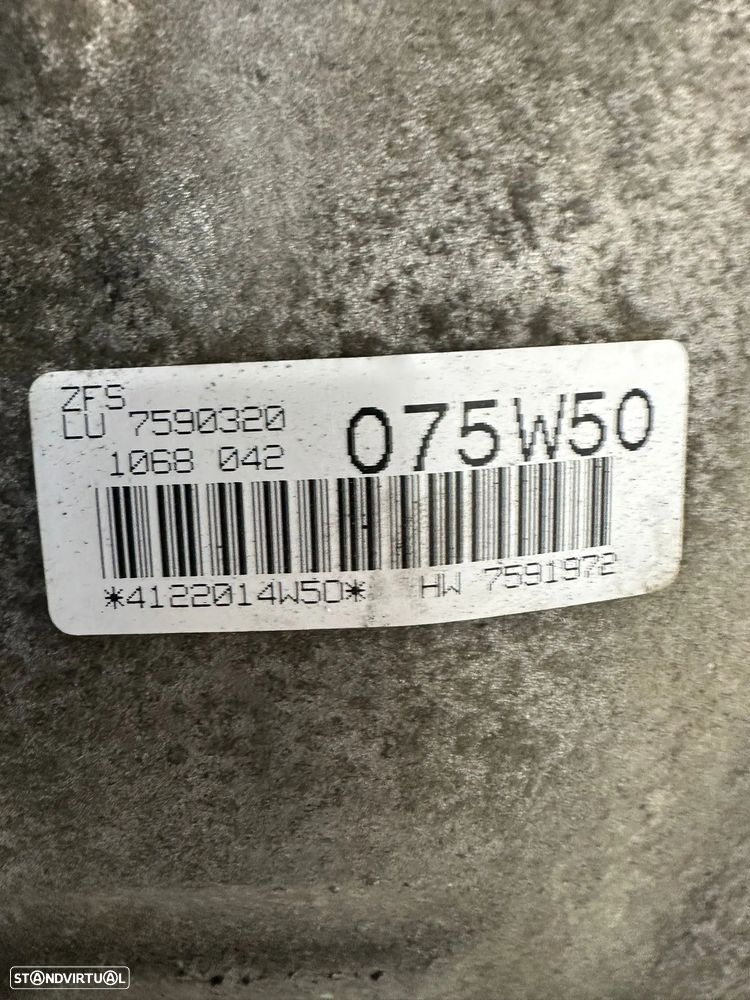 ZFS
LU 7590320
1068 042
075W50
*4122014W50* HW 7591972
STANDVIRTUAL